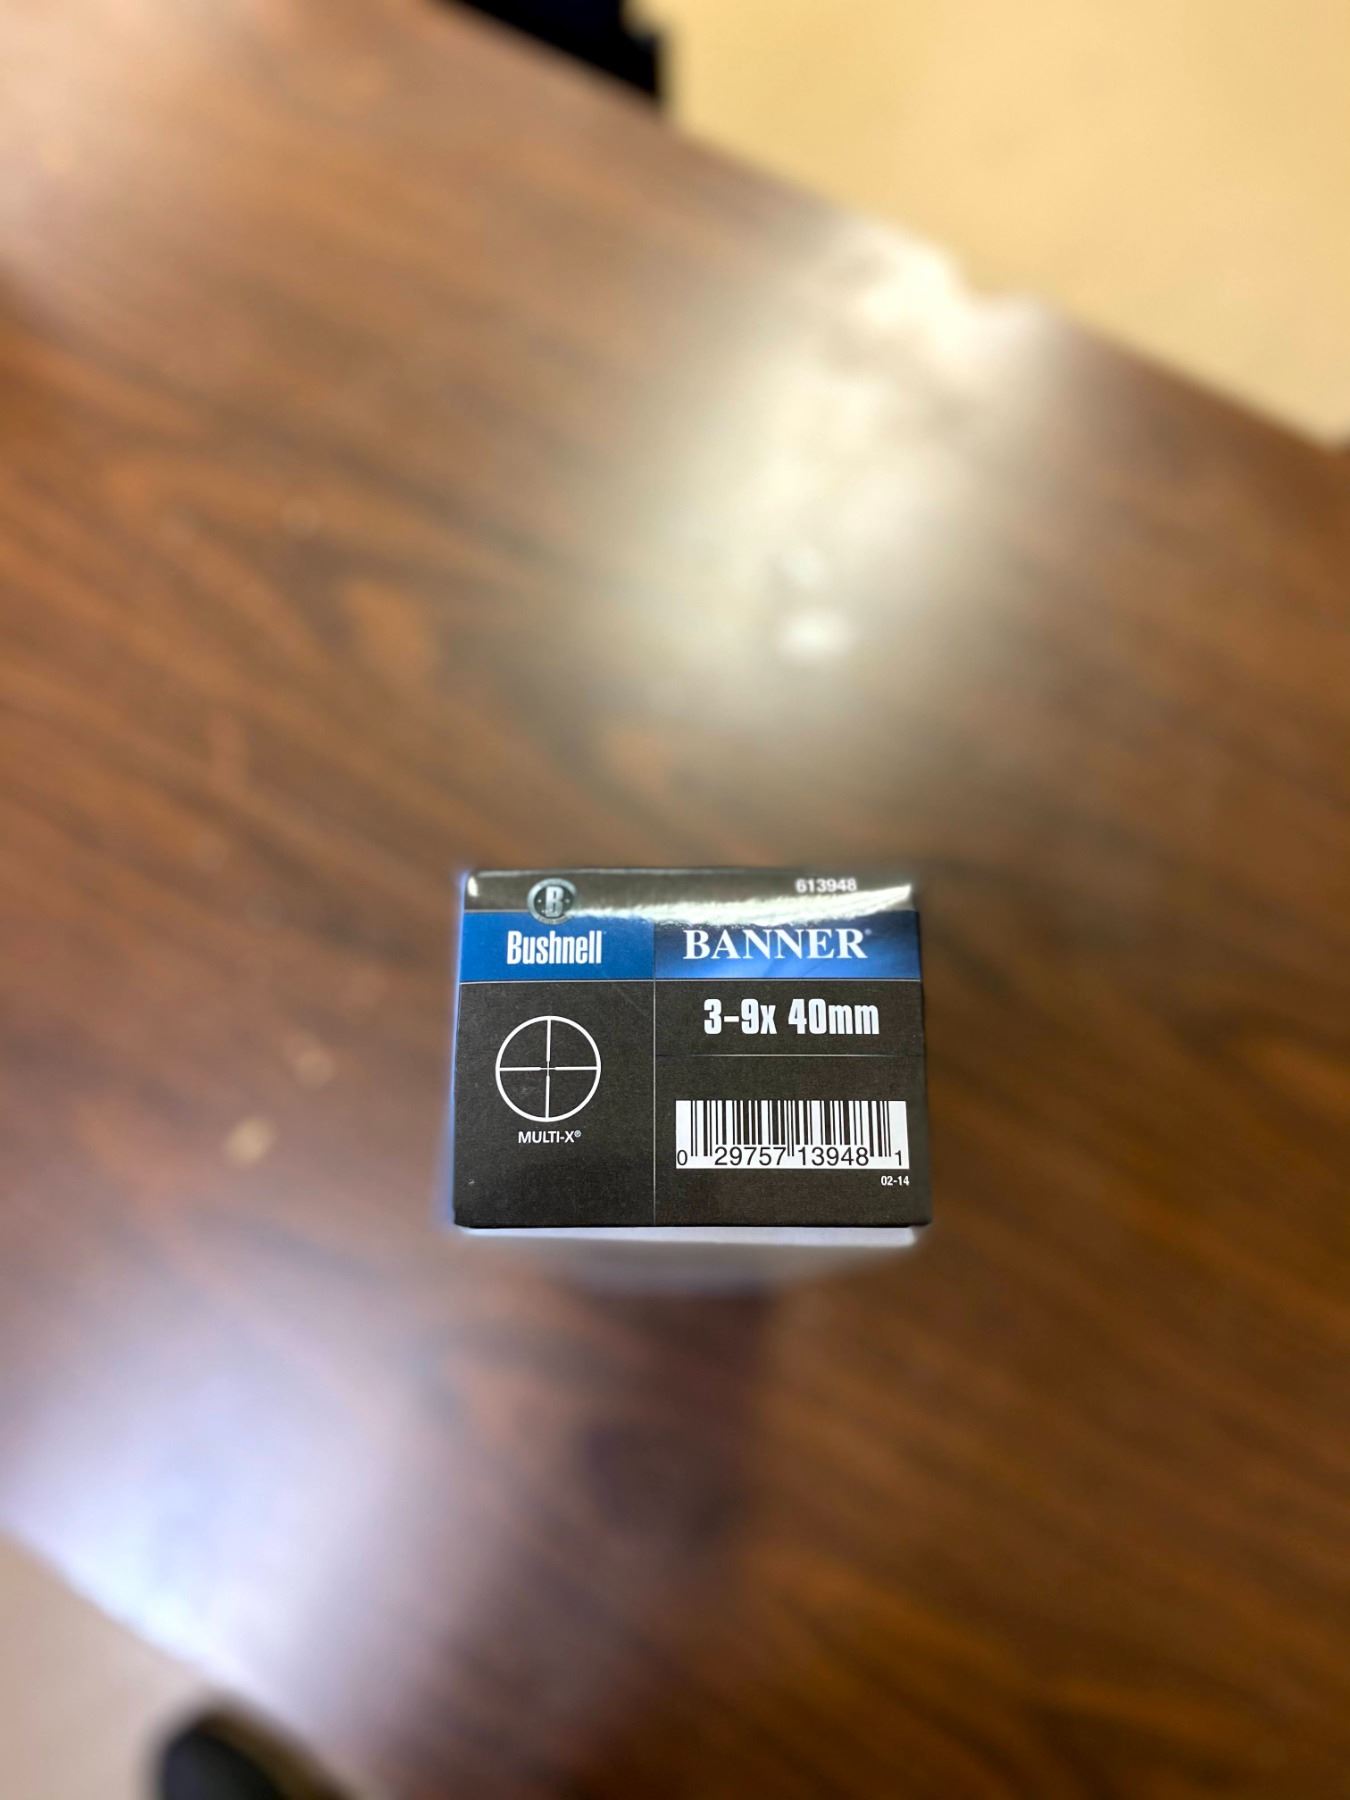 613948
B
Bushnell
BANNER®
3-9x 40mm
MULTI-X®
0 29757 13948 1
02-14